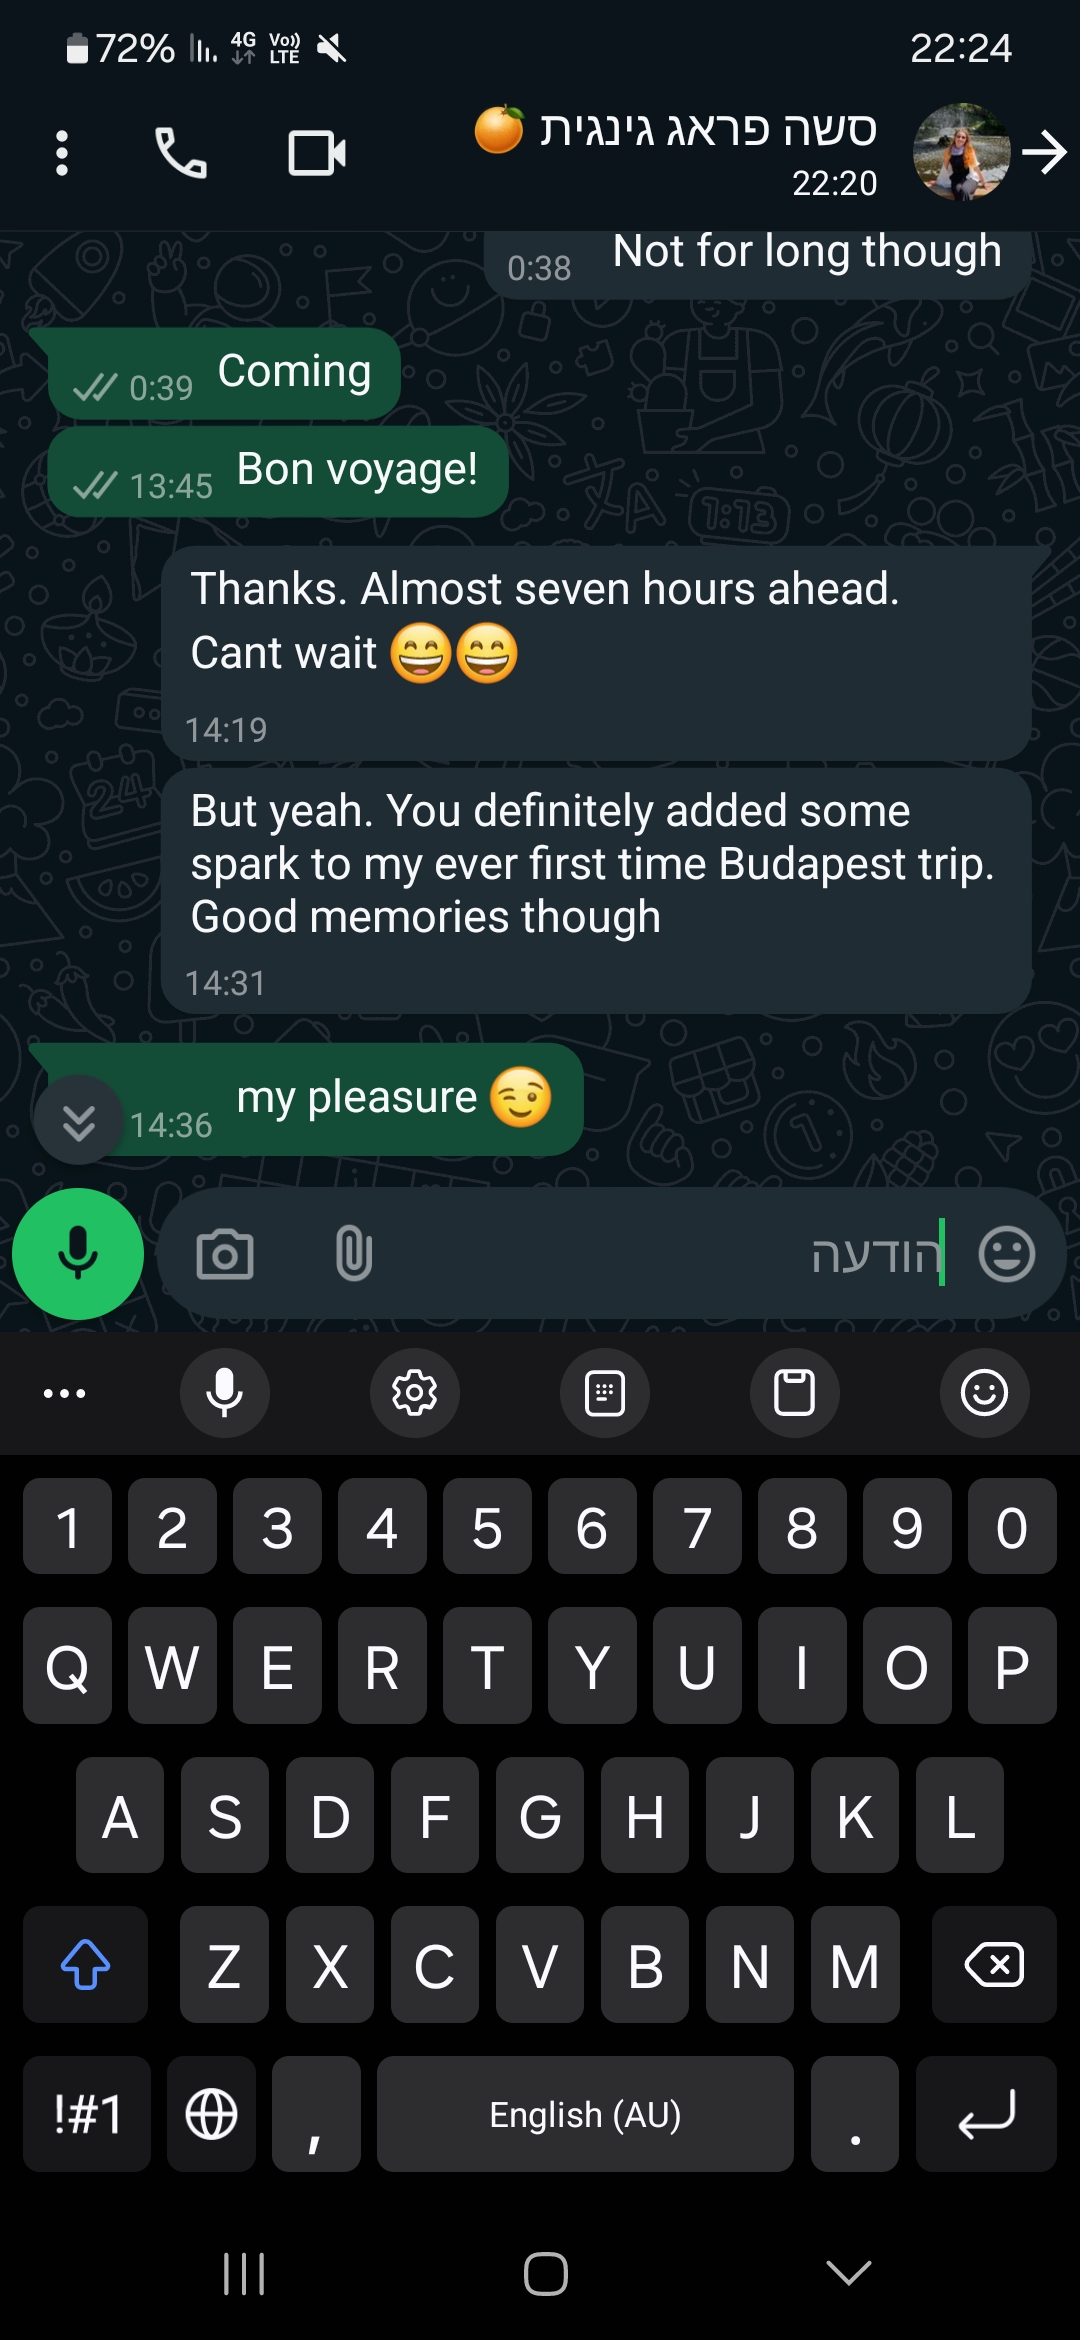 72% 4G Vo)) LTE 22:24
סשה פראג גינגית 🍊
22:20
Not for long though
0:38
Coming
0:39
Bon voyage!
13:45
Thanks. Almost seven hours ahead.
Cant wait 😄😄
14:19
But yeah. You definitely added some
spark to my ever first time Budapest trip.
Good memories though
14:31
my pleasure 😉
14:36
הודעה
1 2 3 4 5 6 7 8 9 0
Q W E R T Y U I O P
A S D F G H J K L
Z X C V B N M
!#1 , English (AU) .